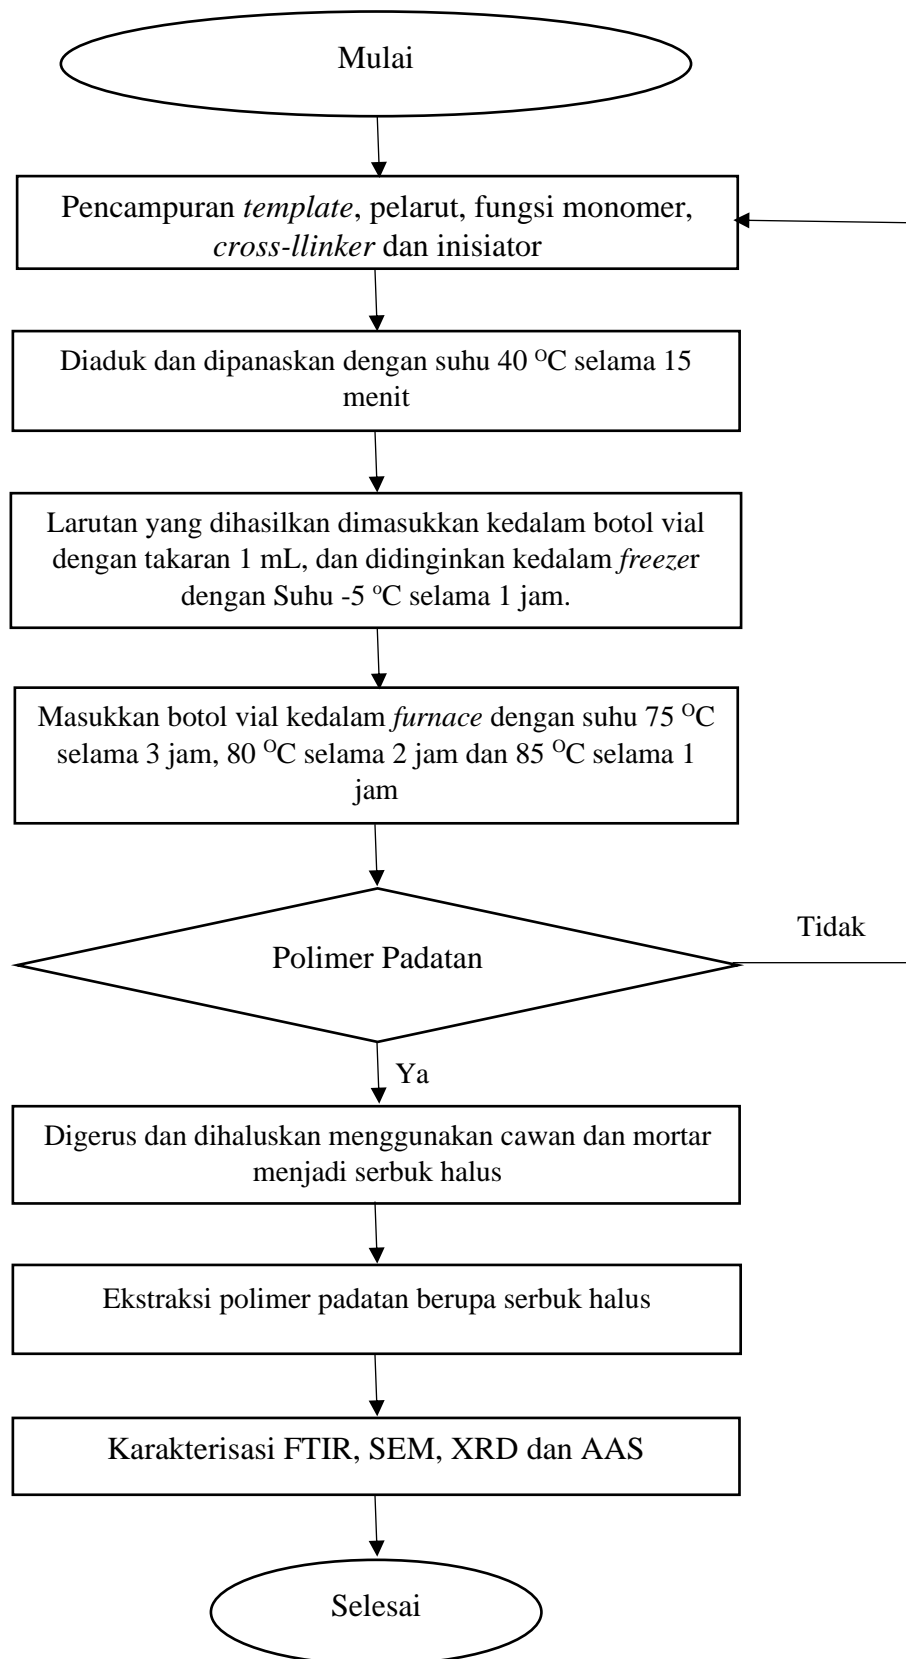 Mulai
Pencampuran template, pelarut, fungsi monomer,
cross-llinker dan inisiator
Diaduk dan dipanaskan dengan suhu 40 ᴼC selama 15
menit
Larutan yang dihasilkan dimasukkan kedalam botol vial
dengan takaran 1 mL, dan didinginkan kedalam freezer
dengan Suhu -5 ᵒC selama 1 jam.
Masukkan botol vial kedalam furnace dengan suhu 75 ᴼC
selama 3 jam, 80 ᴼC selama 2 jam dan 85 ᴼC selama 1
jam
Tidak
Polimer Padatan
Ya
Digerus dan dihaluskan menggunakan cawan dan mortar
menjadi serbuk halus
Ekstraksi polimer padatan berupa serbuk halus
Karakterisasi FTIR, SEM, XRD dan AAS
Selesai